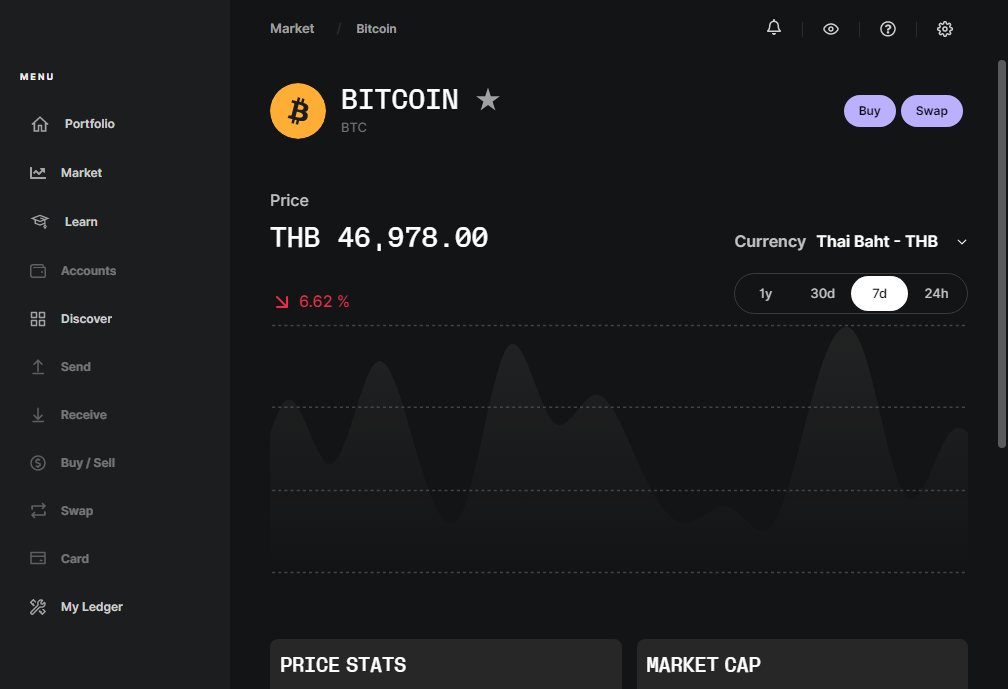 Market / Bitcoin
MENU
Portfolio
Market
Learn
Accounts
Discover
Send
Receive
Buy / Sell
Swap
Card
My Ledger
BITCOIN
BTC
Buy
Swap
Price
THB 46,978.00
Currency Thai Baht - THB
6.62 %
1y 30d 7d 24h
PRICE STATS
MARKET CAP